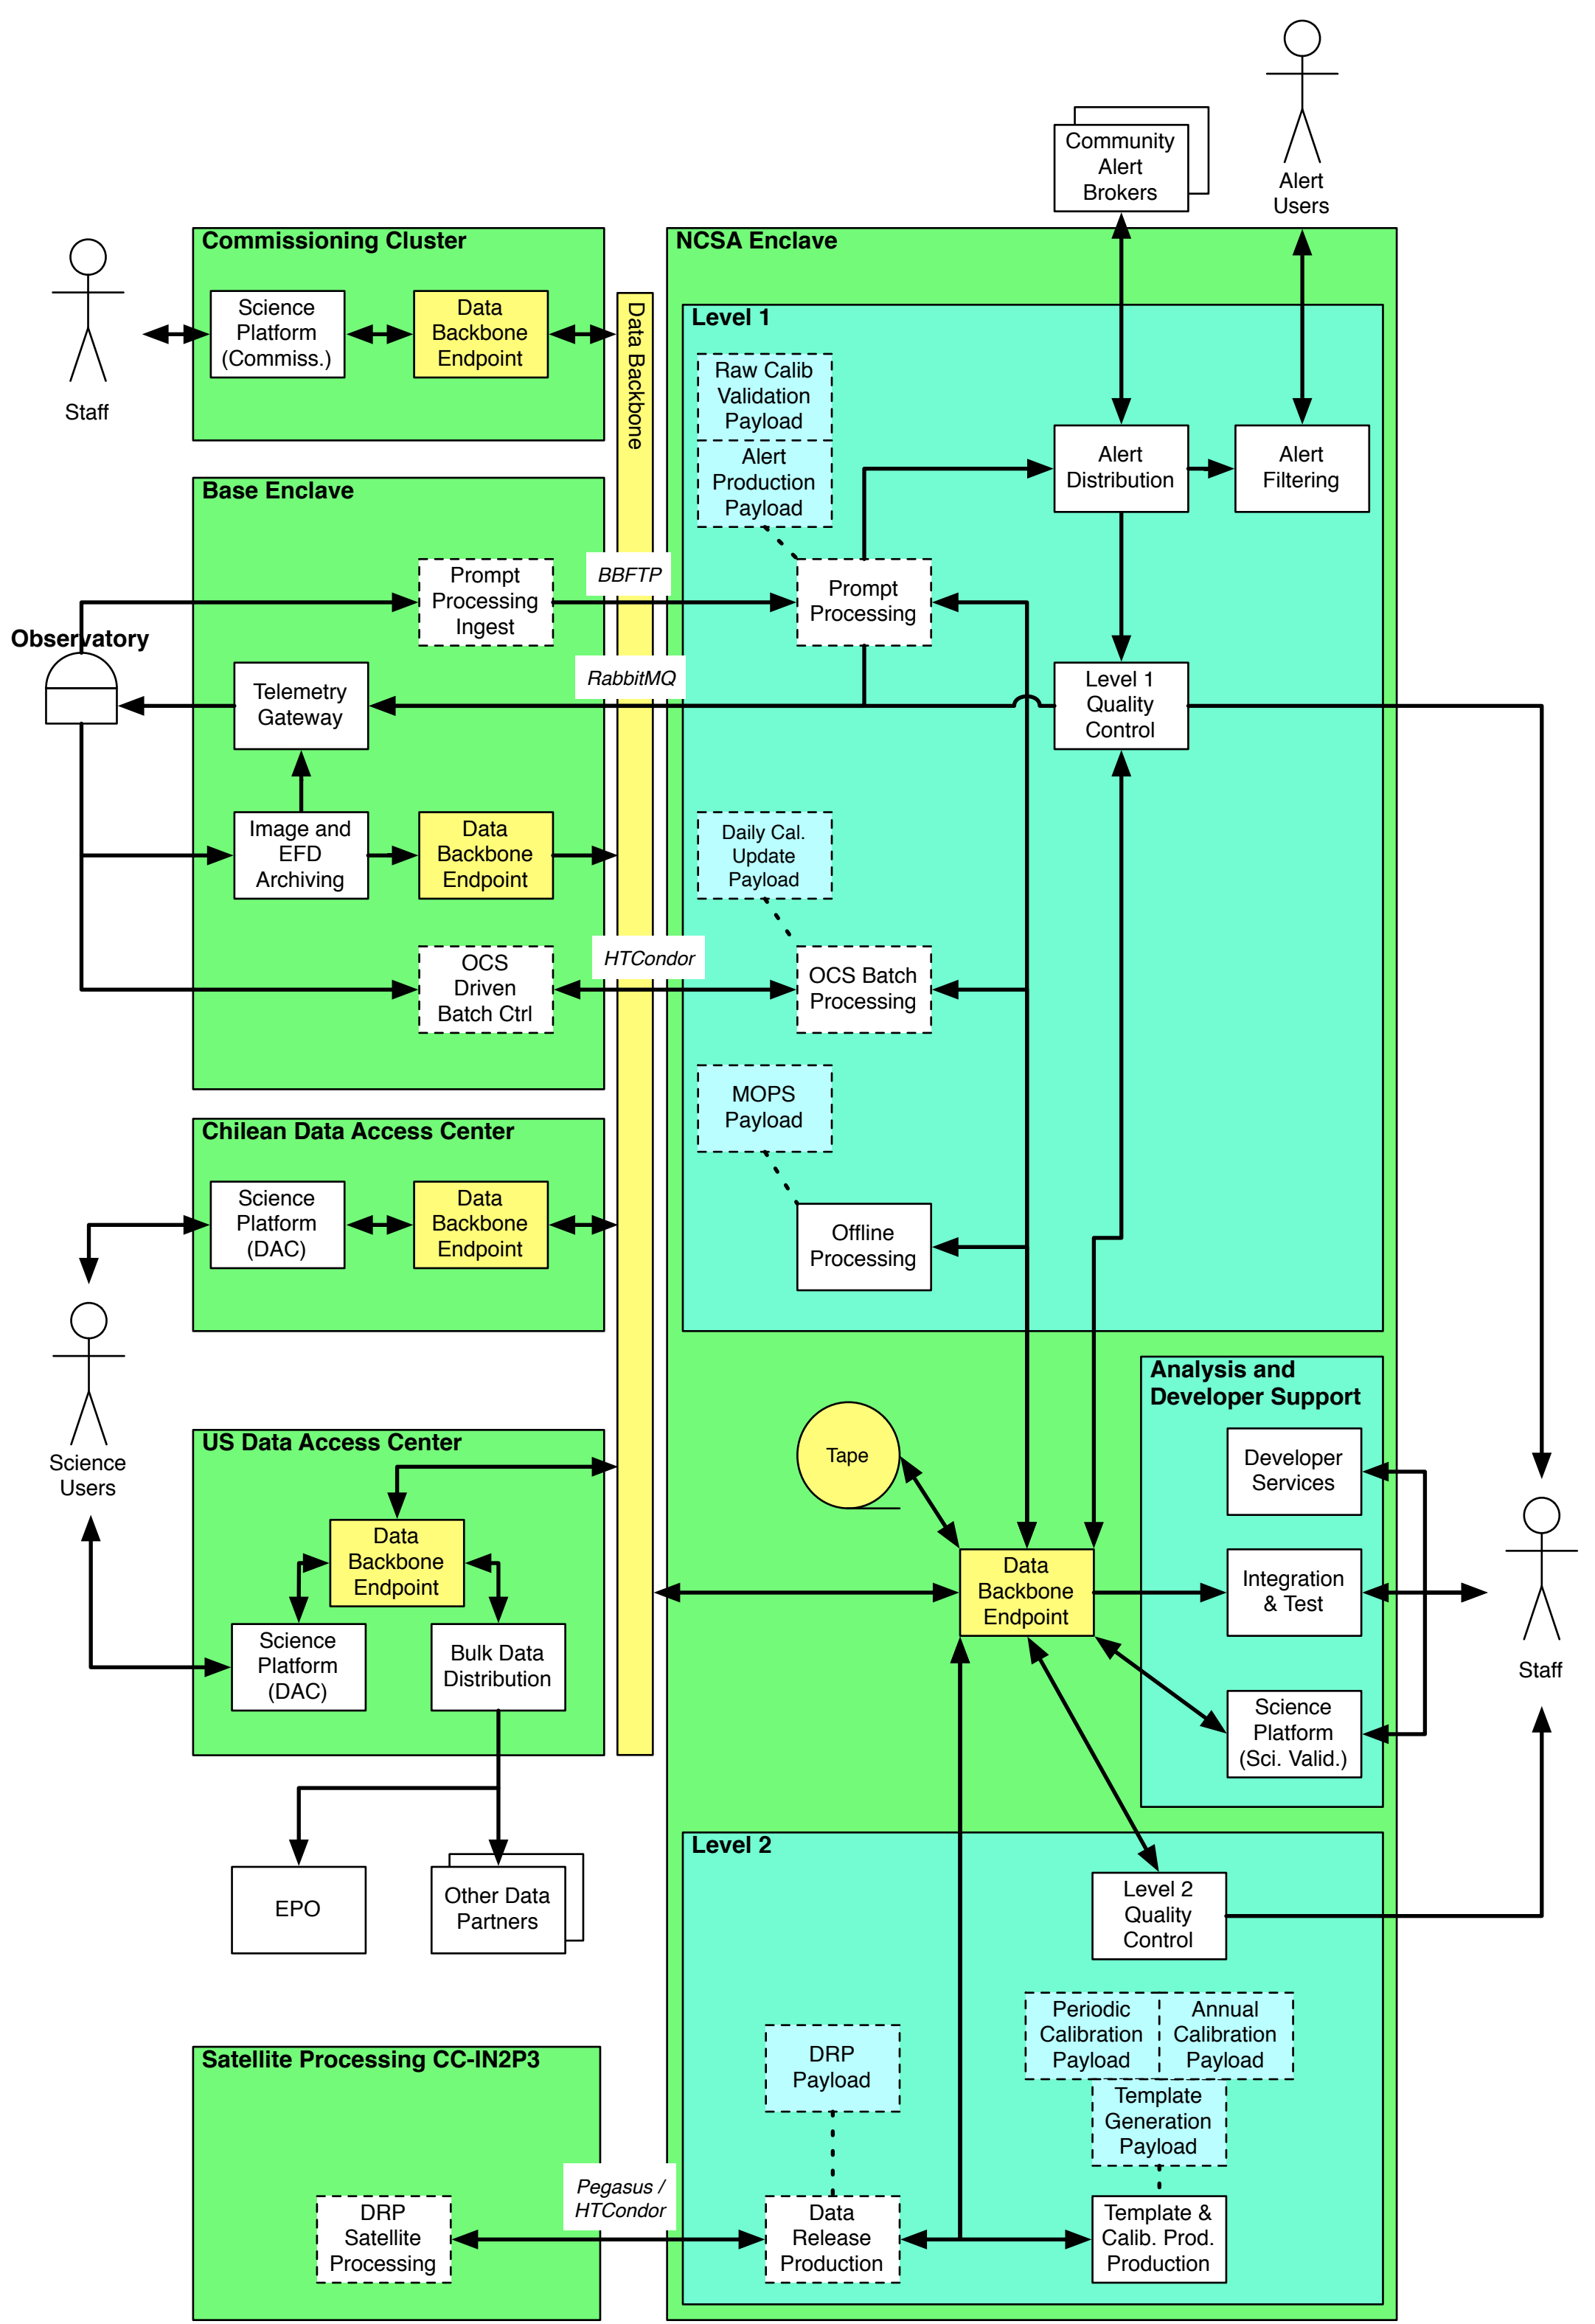 Community
Alert
Brokers
Alert
Users
Commissioning Cluster
Science
Platform
(Commiss.)
Data
Backbone
Endpoint
Staff
Data Backbone
NCSA Enclave
Level 1
Raw Calib
Validation
Payload
Alert
Production
Payload
Alert
Distribution
Alert
Filtering
Base Enclave
Prompt
Processing
Ingest
BBFTP
Prompt
Processing
Observatory
Telemetry
Gateway
RabbitMQ
Level 1
Quality
Control
Image and
EFD
Archiving
Data
Backbone
Endpoint
Daily Cal.
Update
Payload
OCS
Driven
Batch Ctrl
HTCondor
OCS Batch
Processing
MOPS
Payload
Chilean Data Access Center
Science
Platform
(DAC)
Data
Backbone
Endpoint
Offline
Processing
Science
Users
Analysis and
Developer Support
Developer
Services
Integration
& Test
Science
Platform
(Sci. Valid.)
Tape
Data
Backbone
Endpoint
Staff
US Data Access Center
Data
Backbone
Endpoint
Science
Platform
(DAC)
Bulk Data
Distribution
EPO
Other Data
Partners
Level 2
Level 2
Quality
Control
Periodic
Calibration
Payload
Annual
Calibration
Payload
Template
Generation
Payload
DRP
Payload
Satellite Processing CC-IN2P3
DRP
Satellite
Processing
Pegasus /
HTCondor
Data
Release
Production
Template &
Calib. Prod.
Production